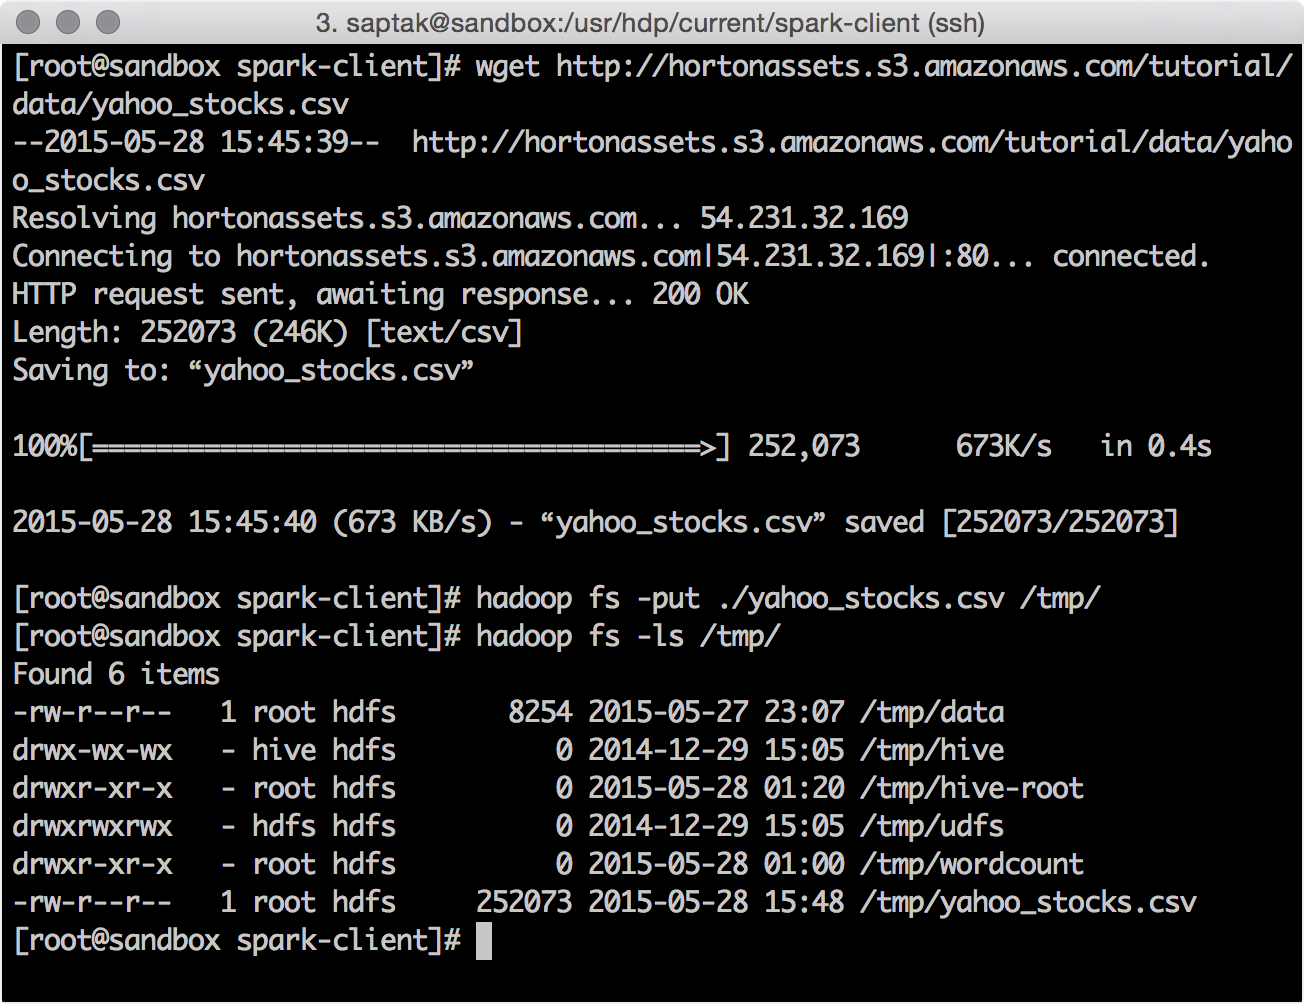 3. saptak@sandbox:/usr/hdp/current/spark-client (ssh)
[root@sandbox spark-client]# wget http://hortonassets.s3.amazonaws.com/tutorial/
data/yahoo_stocks.csv
--2015-05-28 15:45:39--  http://hortonassets.s3.amazonaws.com/tutorial/data/yaho
o_stocks.csv
Resolving hortonassets.s3.amazonaws.com... 54.231.32.169
Connecting to hortonassets.s3.amazonaws.com|54.231.32.169|:80... connected.
HTTP request sent, awaiting response... 200 OK
Length: 252073 (246K) [text/csv]
Saving to: “yahoo_stocks.csv”
100%[======================================>] 252,073      673K/s   in 0.4s
2015-05-28 15:45:40 (673 KB/s) - “yahoo_stocks.csv” saved [252073/252073]
[root@sandbox spark-client]# hadoop fs -put ./yahoo_stocks.csv /tmp/
[root@sandbox spark-client]# hadoop fs -ls /tmp/
Found 6 items
-rw-r--r--   1 root hdfs       8254 2015-05-27 23:07 /tmp/data
drwx-wx-wx   - hive hdfs          0 2014-12-29 15:05 /tmp/hive
drwxr-xr-x   - root hdfs          0 2015-05-28 01:20 /tmp/hive-root
drwxrwxrwx   - hdfs hdfs          0 2014-12-29 15:05 /tmp/udfs
drwxr-xr-x   - root hdfs          0 2015-05-28 01:00 /tmp/wordcount
-rw-r--r--   1 root hdfs     252073 2015-05-28 15:48 /tmp/yahoo_stocks.csv
[root@sandbox spark-client]#